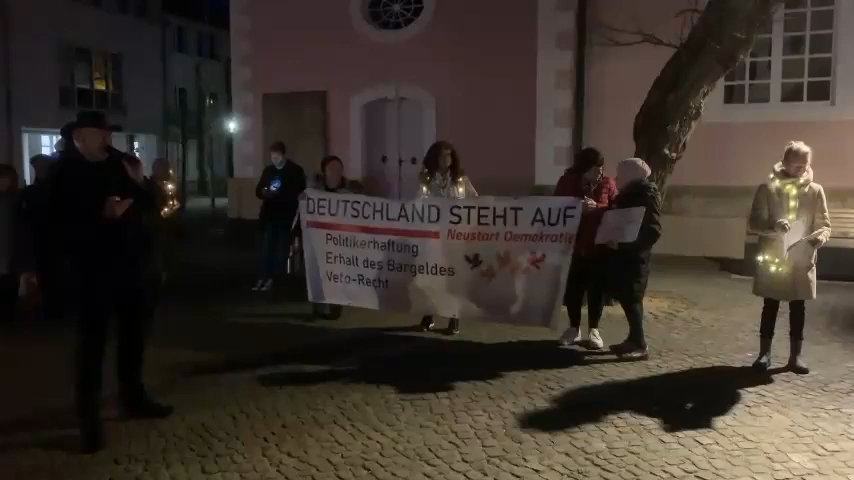 DEUTSCHLAND STEHT AUF
Neustart Demokratie
Politikerhaftung
Erhalt des Bargeldes
Veto-Recht